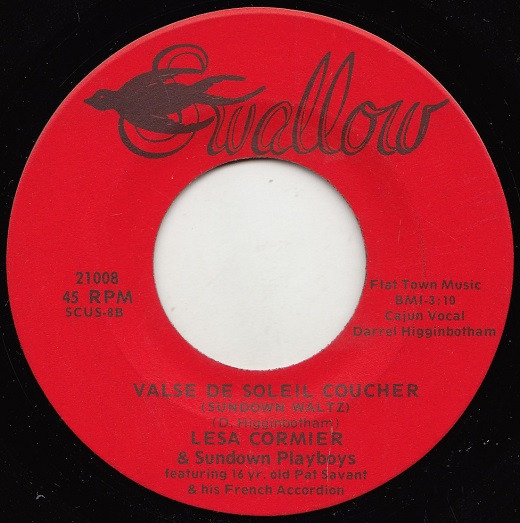 Swallow
21008
45 RPM
SCUS-8B
Flat Town Music
BMI-3:10
Cajun Vocal
Darrel Higginbotham
VALSE DE SOLEIL COUCHER
(SUNDOWN WALTZ)
(D. Higginbotham)
LESA CORMIER
& Sundown Playboys
featuring 16 yr. old Pat Savant
& his French Accordion